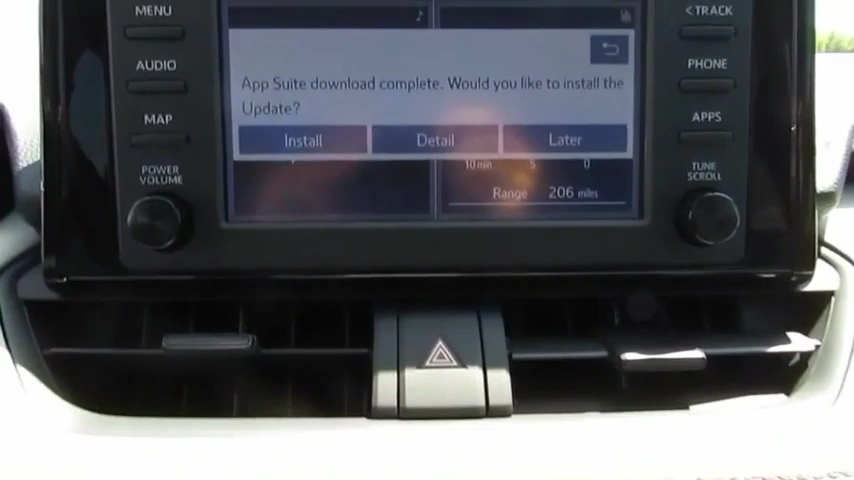 MENU
<TRACK
AUDIO
PHONE
App Suite download complete. Would you like to install the
Update?
MAP
APPS
Install
Detail
Later
10 min
5
0
POWER
VOLUME
TUNE
SCROLL
Range 206 miles